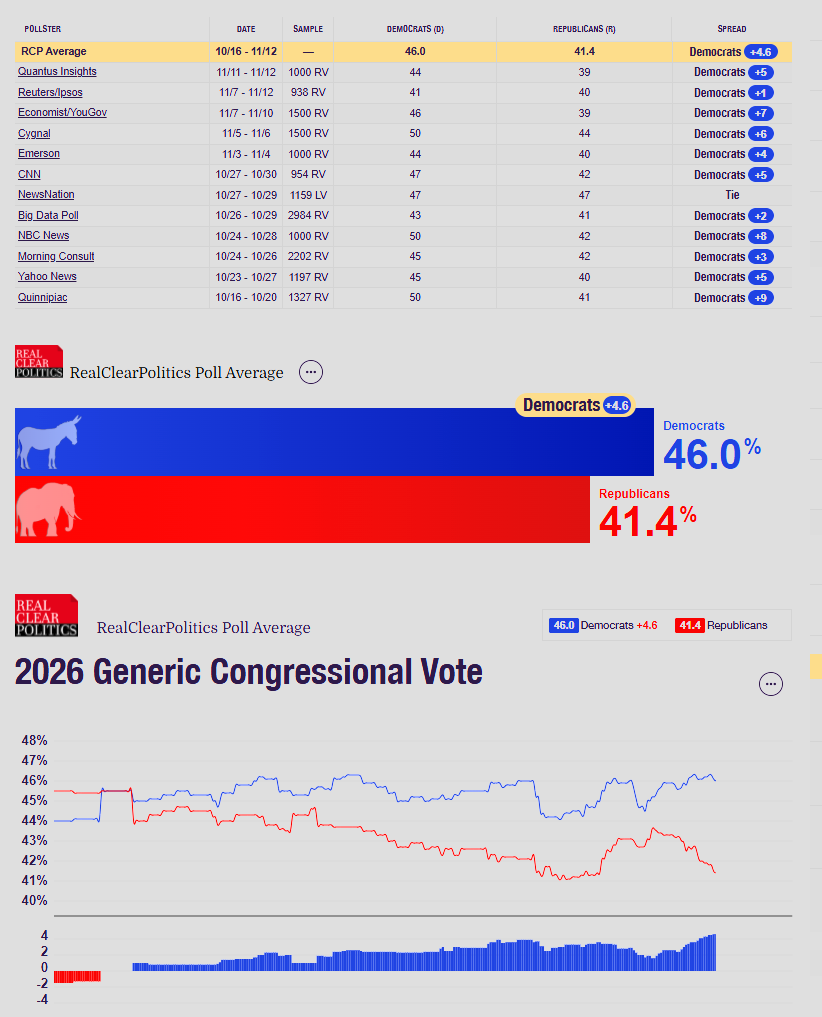 POLLSTER DATE SAMPLE DEMOCRATS (D) REPUBLICANS (R) SPREAD
RCP Average 10/16 - 11/12 — 46.0 41.4 Democrats +4.6
Quantus Insights 11/11 - 11/12 1000 RV 44 39 Democrats +5
Reuters/Ipsos 11/7 - 11/12 938 RV 41 40 Democrats +1
Economist/YouGov 11/7 - 11/10 1500 RV 46 39 Democrats +7
Cygnal 11/5 - 11/6 1500 RV 50 44 Democrats +6
Emerson 11/3 - 11/4 1000 RV 44 40 Democrats +4
CNN 10/27 - 10/30 954 RV 47 42 Democrats +5
NewsNation 10/27 - 10/29 1159 LV 47 47 Tie
Big Data Poll 10/26 - 10/29 2984 RV 43 41 Democrats +2
NBC News 10/24 - 10/28 1000 RV 50 42 Democrats +8
Morning Consult 10/24 - 10/26 2202 RV 45 42 Democrats +3
Yahoo News 10/23 - 10/27 1197 RV 45 40 Democrats +5
Quinnipiac 10/16 - 10/20 1327 RV 50 41 Democrats +9
REAL
CLEAR
POLITICS
RealClearPolitics Poll Average
Democrats +4.6
Democrats
46.0%
Republicans
41.4%
REAL
CLEAR
POLITICS
RealClearPolitics Poll Average
46.0 Democrats +4.6 41.4 Republicans
2026 Generic Congressional Vote
48%
47%
46%
45%
44%
43%
42%
41%
40%
4
2
0
-2
-4